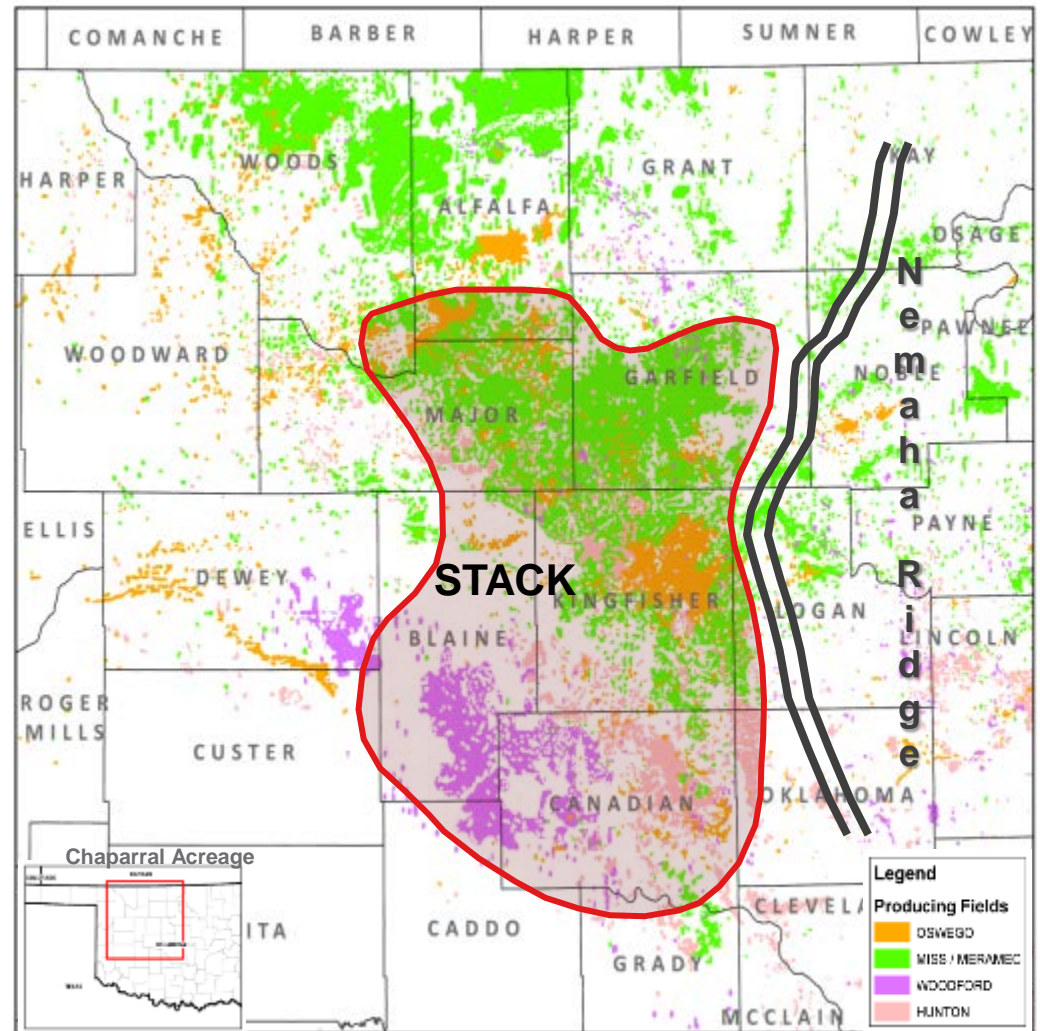 COMANCHE
BARBER
HARPER
SUMNER
COWLEY
WOODS
GRANT
KAY
HARPER
ALFALFA
OSAGE
PAWNEE
WOODWARD
GARFIELD
NOBLE
MAJOR
Nemaha Ridge
ELLIS
PAYNE
DEWEY
STACK
KINGFISHER
LOGAN
BLAINE
LINCOLN
ROGER
MILLS
CUSTER
CANADIAN
OKLAHOMA
Chaparral Acreage
ITA
CADDO
CLEVELA
GRADY
MCCLAIN
Legend
Producing Fields
OSWEGO
MISS / MERAMEC
WOODFORD
HUNTON